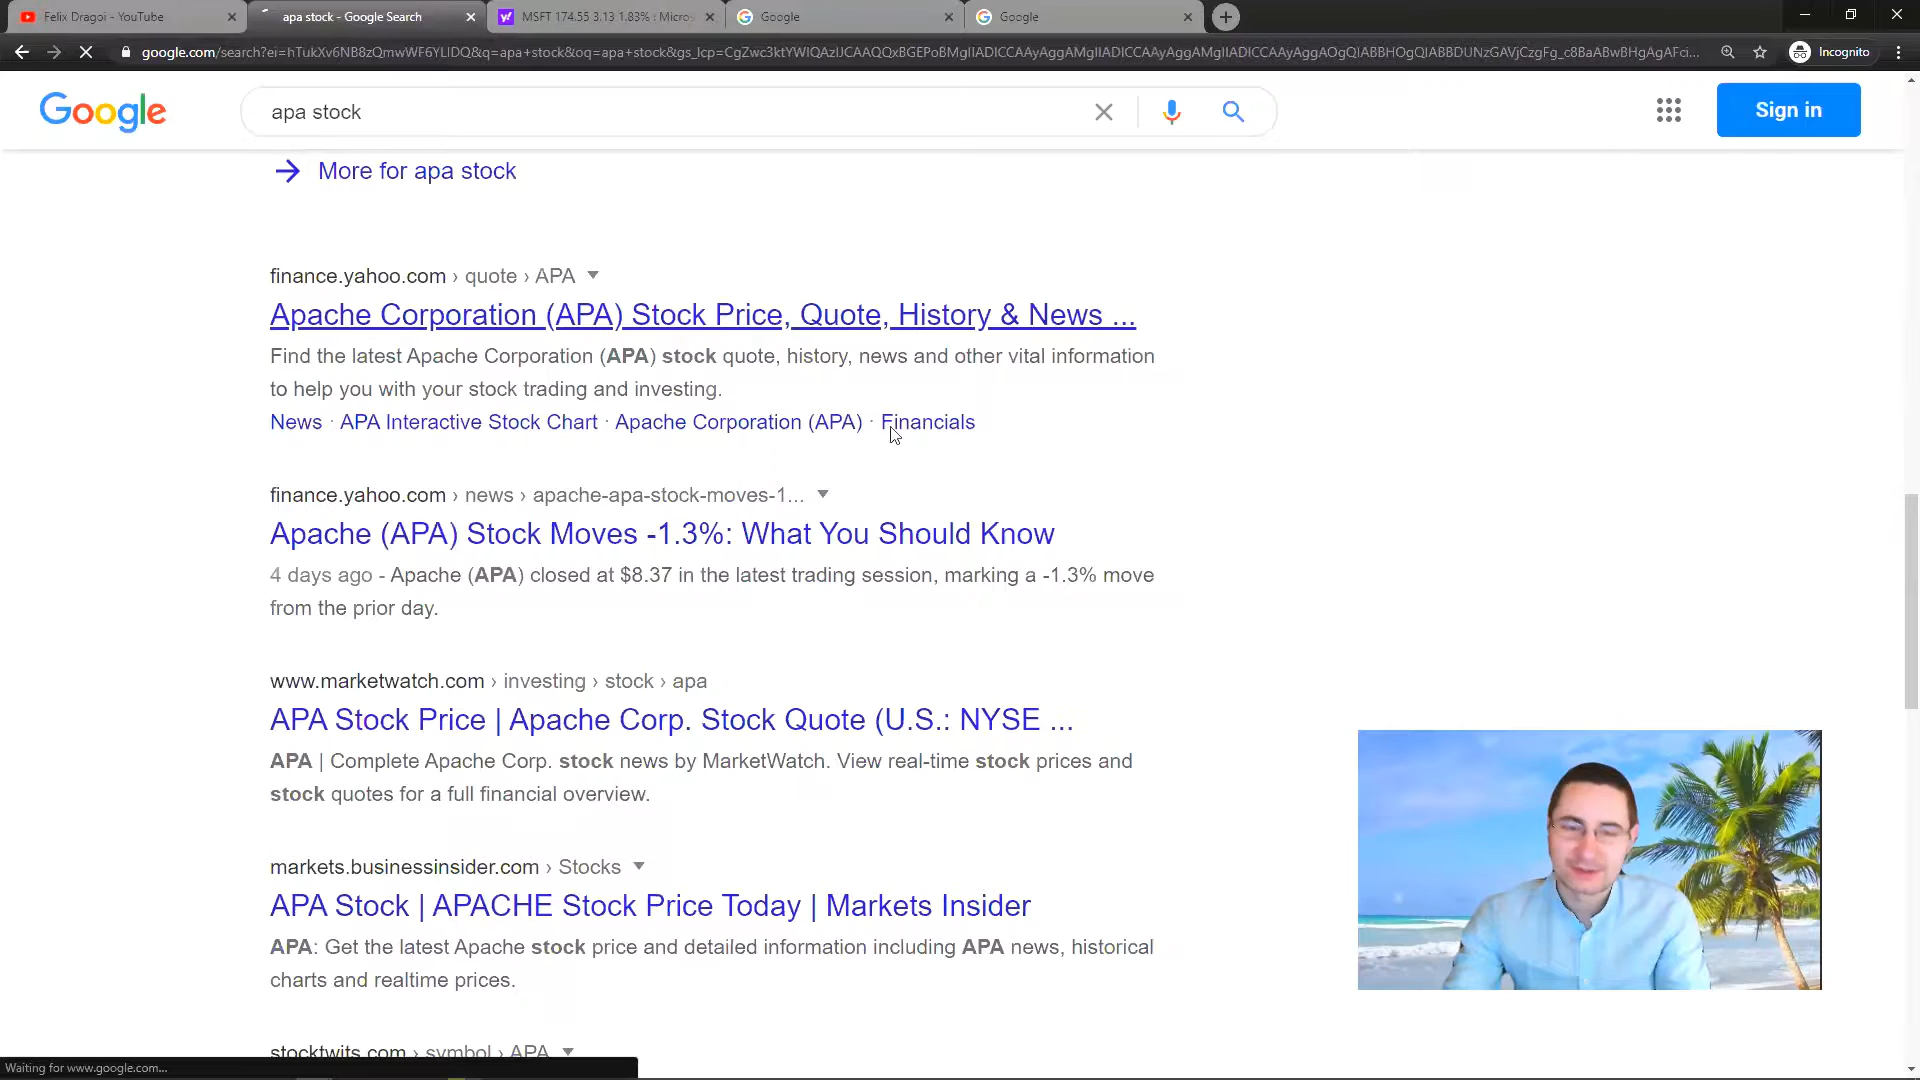 Felix Dragoi - YouTube
apa stock - Google Search
MSFT 174.55 3.13 1.83% : Micros
Google
Google
google.com/search?ei=hTukXv6NB8zQmwWF6YLIDQ&q=apa+stock&oq=apa+stock&gs_lcp=CgZwc3ktYWIQAzIJCAAQQxBGEPoBMgIIADICCAAyAggAMgIIADICCAAyAggAMgIIADICCAAyAggAOgQIABBHOgQIABBDUNzGAVjCzgFg_c8BaABwBHgAgAFci...
Incognito
Google
apa stock
Sign in
More for apa stock
finance.yahoo.com › quote › APA
Apache Corporation (APA) Stock Price, Quote, History & News ...
Find the latest Apache Corporation (APA) stock quote, history, news and other vital information
to help you with your stock trading and investing.
News · APA Interactive Stock Chart · Apache Corporation (APA) · Financials
finance.yahoo.com › news › apache-apa-stock-moves-1...
Apache (APA) Stock Moves -1.3%: What You Should Know
4 days ago - Apache (APA) closed at $8.37 in the latest trading session, marking a -1.3% move
from the prior day.
www.marketwatch.com › investing › stock › apa
APA Stock Price | Apache Corp. Stock Quote (U.S.: NYSE ...
APA | Complete Apache Corp. stock news by MarketWatch. View real-time stock prices and
stock quotes for a full financial overview.
markets.businessinsider.com › Stocks
APA Stock | APACHE Stock Price Today | Markets Insider
APA: Get the latest Apache stock price and detailed information including APA news, historical
charts and realtime prices.
stocktwits.com › symbol › APA
Waiting for www.google.com...